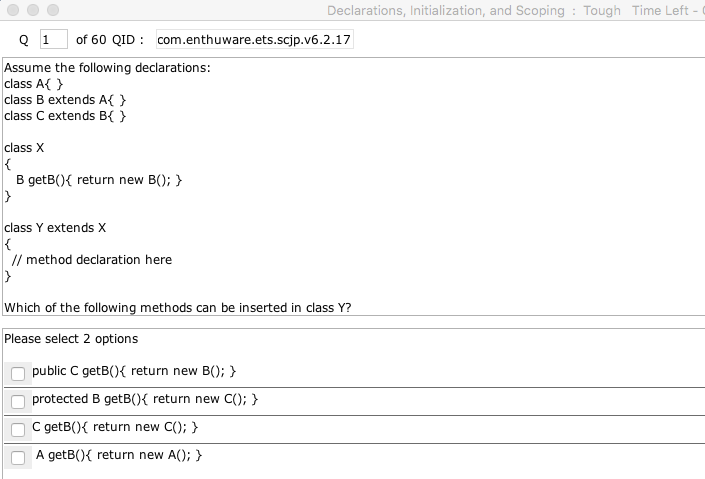 Declarations, Initialization, and Scoping : Tough Time Left -
Q 1 of 60 QID : com.enthuware.ets.scjp.v6.2.17
Assume the following declarations:
class A{ }
class B extends A{ }
class C extends B{ }
class X
{
B getB(){ return new B(); }
}
class Y extends X
{
// method declaration here
}
Which of the following methods can be inserted in class Y?
Please select 2 options
public C getB(){ return new B(); }
protected B getB(){ return new C(); }
C getB(){ return new C(); }
A getB(){ return new A(); }